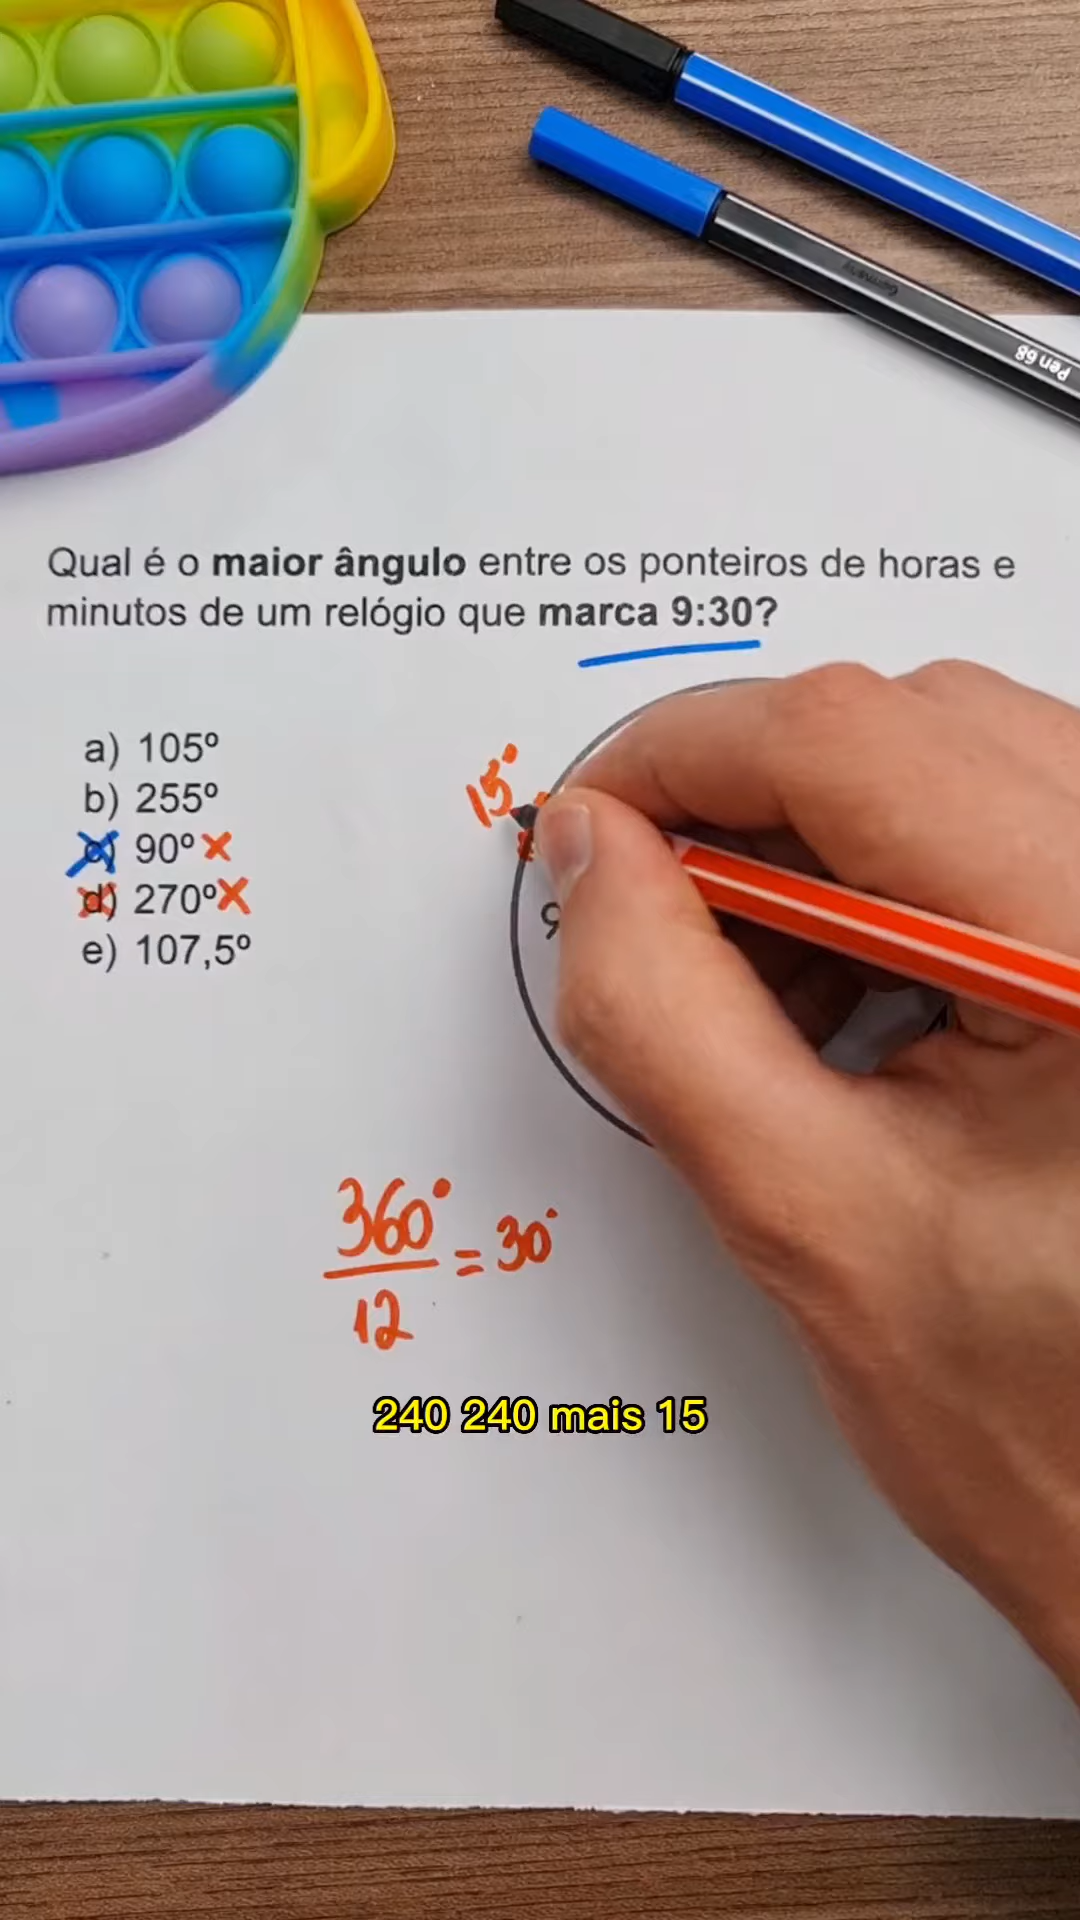 Germany
Pen 68
Qual é o maior ângulo entre os ponteiros de horas e
minutos de um relógio que marca 9:30?
a) 105º
b) 255º
c) 90º X
d) 270º X
e) 107,5º
15°
9
360° = 30°
12
240 240 mais 15